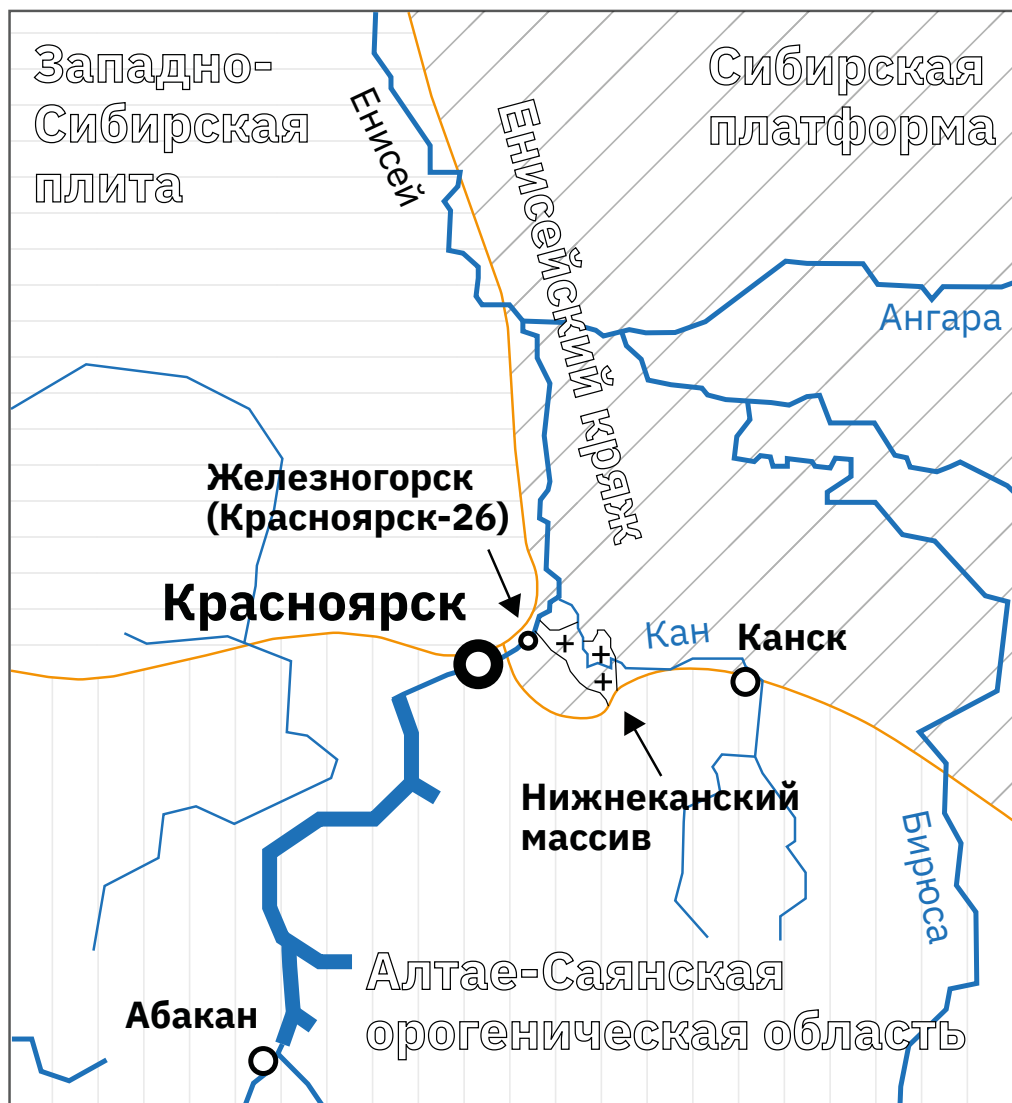 Западно-
Сибирская
плита
Сибирская
платформа
Енисей
Енисейский кряж
Ангара
Железногорск
(Красноярск-26)
Красноярск
Кан
Канск
Нижнеканский
массив
Бирюса
Алтае-Саянская
орогеническая область
Абакан